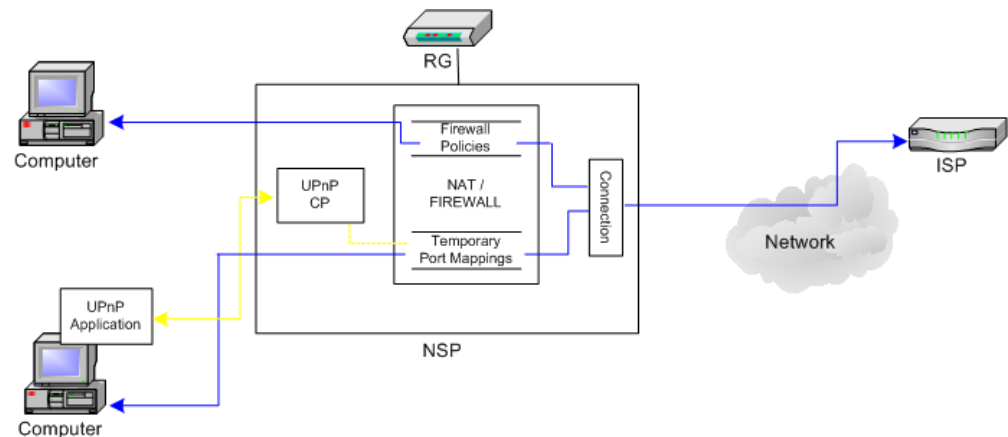 RG
Computer
Firewall
Policies
ISP
UPnP
CP
NAT /
FIREWALL
Connection
Temporary
Port Mappings
Network
UPnP
Application
NSP
Computer